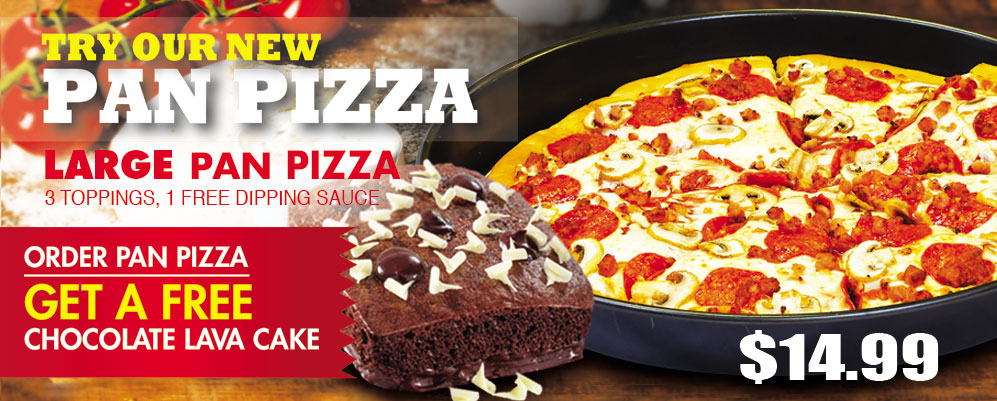 TRY OUR NEW
PAN PIZZA
LARGE PAN PIZZA
3 TOPPINGS, 1 FREE DIPPING SAUCE
ORDER PAN PIZZA
GET A FREE
CHOCOLATE LAVA CAKE
$14.99